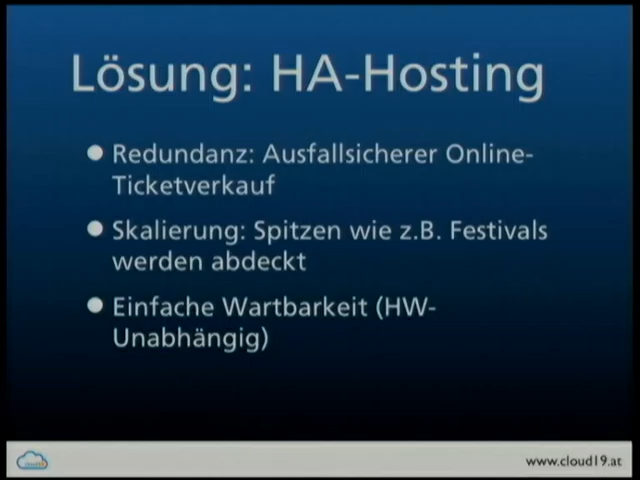 Lösung: HA-Hosting
Redundanz: Ausfallsicherer Online-
Ticketverkauf
Skalierung: Spitzen wie z.B. Festivals
werden abdeckt
Einfache Wartbarkeit (HW-
Unabhängig)
www.cloud19.at